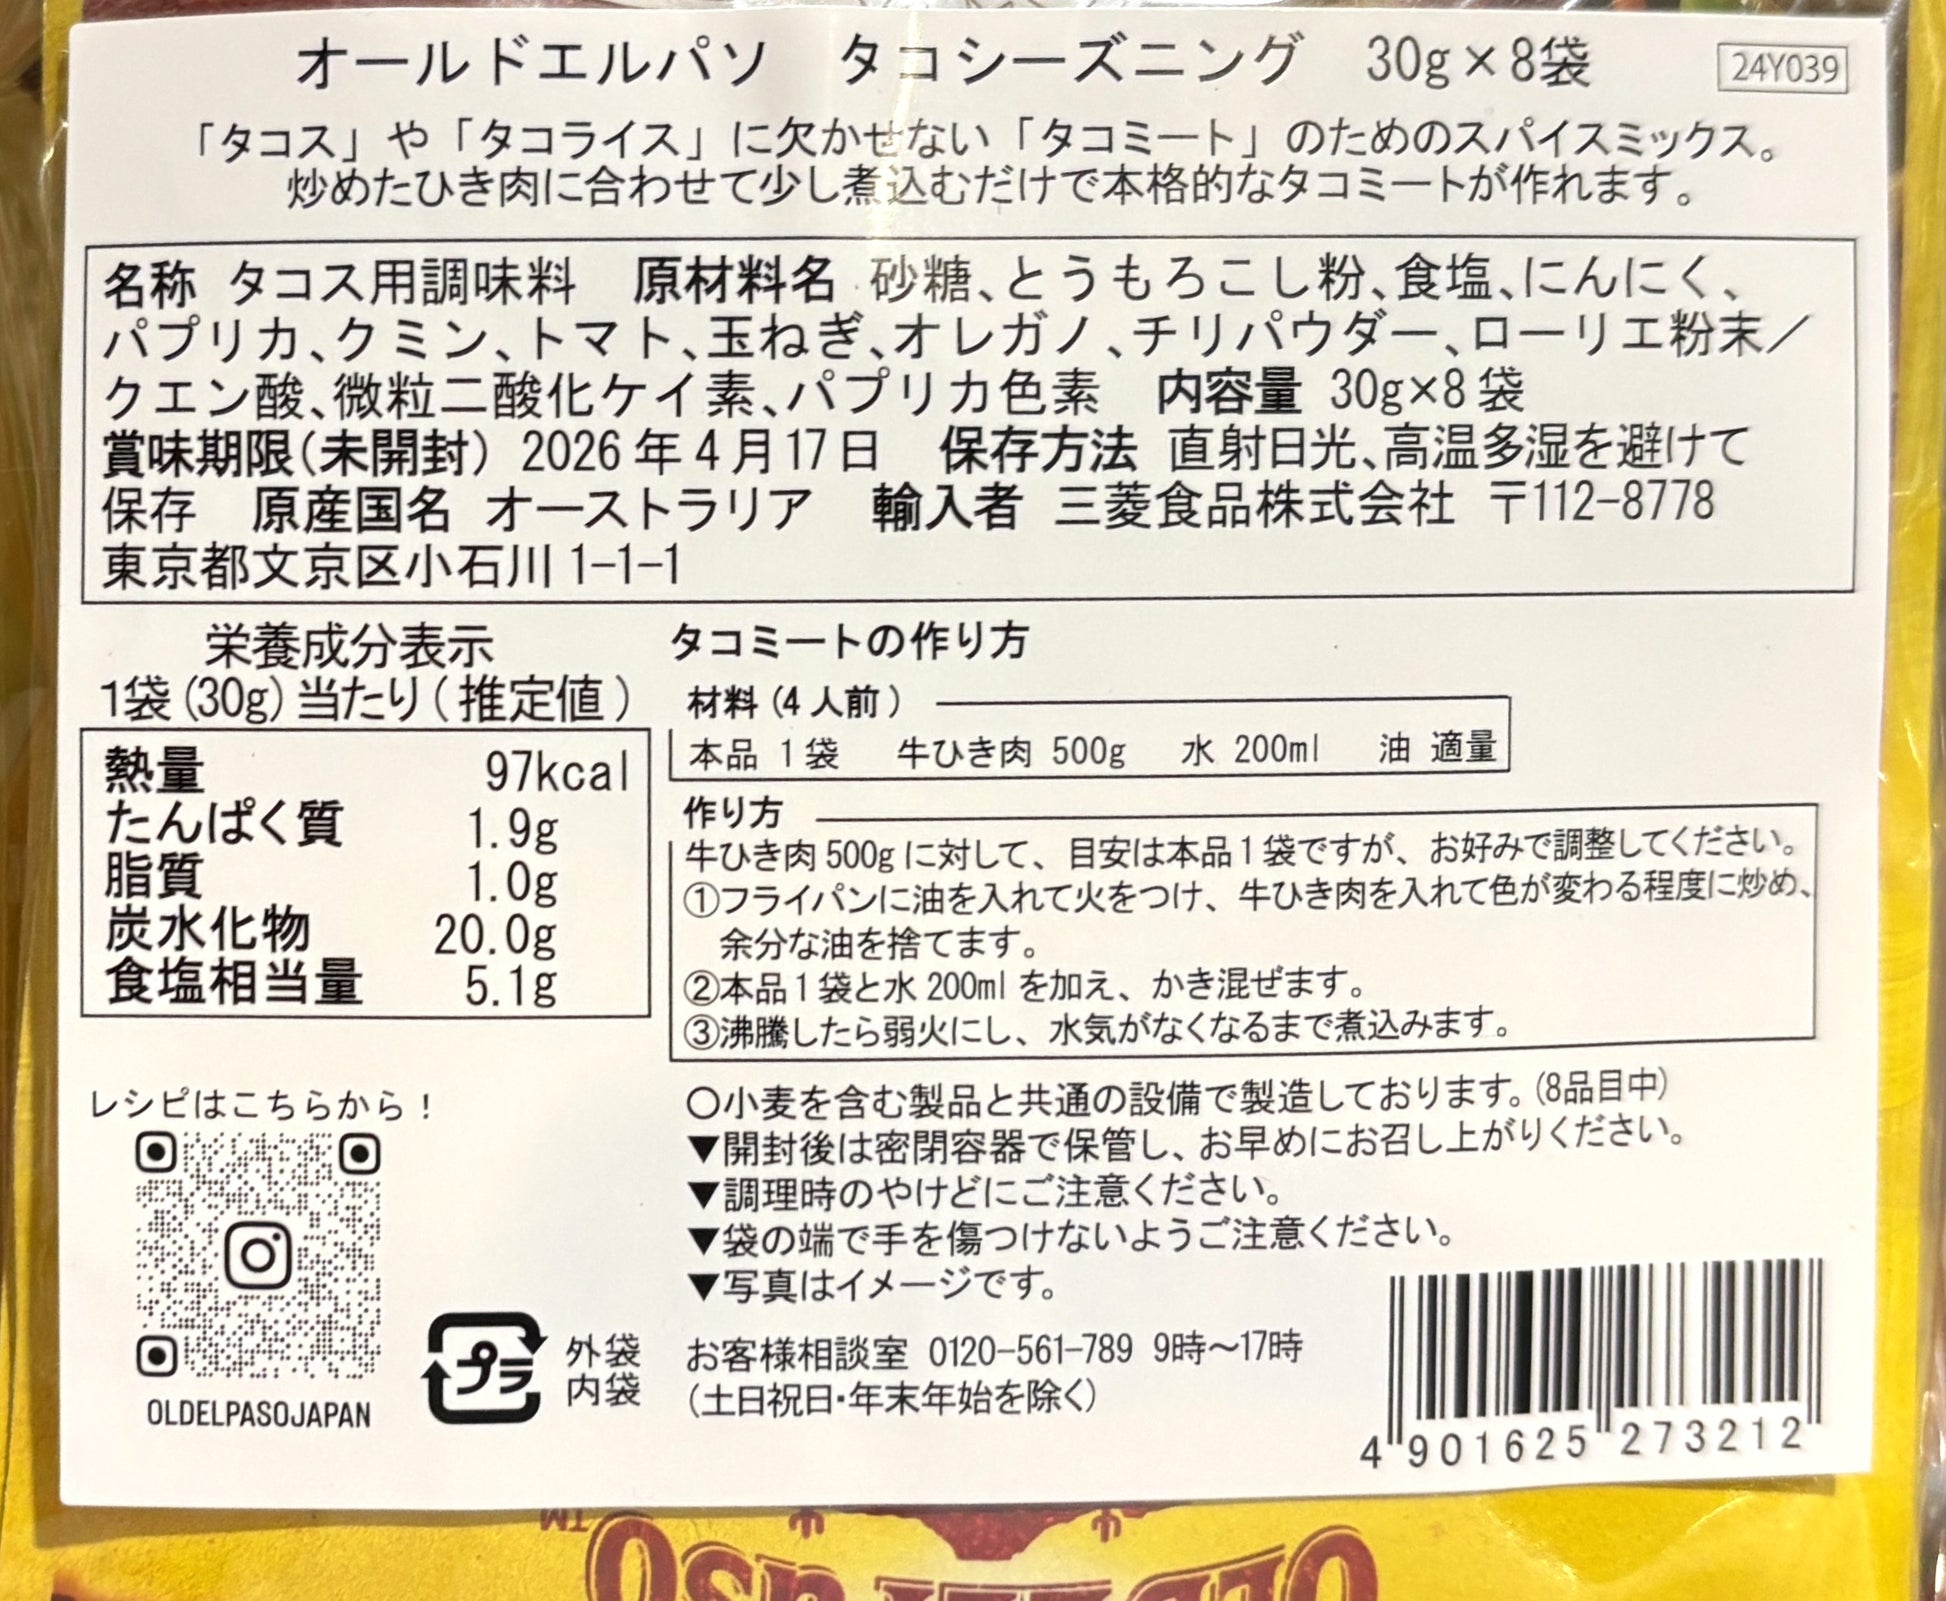 オールドエルパソ タコシーズニング 30g×8袋
24Y039
「タコス」や「タコライス」に欠かせない「タコミート」のためのスパイスミックス。
炒めたひき肉に合わせて少し煮込むだけで本格的なタコミートが作れます。
名称 タコス用調味料 原材料名 砂糖、とうもろこし粉、食塩、にんにく、
パプリカ、クミン、トマト、玉ねぎ、オレガノ、チリパウダー、ローリエ粉末／
クエン酸、微粒二酸化ケイ素、パプリカ色素 内容量 30g×8袋
賞味期限(未開封) 2026年4月17日 保存方法 直射日光、高温多湿を避けて
保存 原産国名 オーストラリア 輸入者 三菱食品株式会社 〒112-8778
東京都文京区小石川1-1-1
栄養成分表示
1袋(30g)当たり(推定値)
熱量 97kcal
たんぱく質 1.9g
脂質 1.0g
炭水化物 20.0g
食塩相当量 5.1g
タコミートの作り方
材料(4人前)
本品 1袋 牛ひき肉 500g 水 200ml 油 適量
作り方
牛ひき肉500gに対して、目安は本品1袋ですが、お好みで調整してください。
①フライパンに油を入れて火をつけ、牛ひき肉を入れて色が変わる程度に炒め、
余分な油を捨てます。
②本品1袋と水200mlを加え、かき混ぜます。
③沸騰したら弱火にし、水気がなくなるまで煮込みます。
レシピはこちらから！
OLDELPASOJAPAN
プラ
外袋
内袋
〇小麦を含む製品と共通の設備で製造しております。(8品目中)
▼開封後は密閉容器で保管し、お早めにお召し上がりください。
▼調理時のやけどにご注意ください。
▼袋の端で手を傷つけないようご注意ください。
▼写真はイメージです。
お客様相談室 0120-561-789 9時～17時
(土日祝日・年末年始を除く)
4 901625 273212
OLD EL PASO™